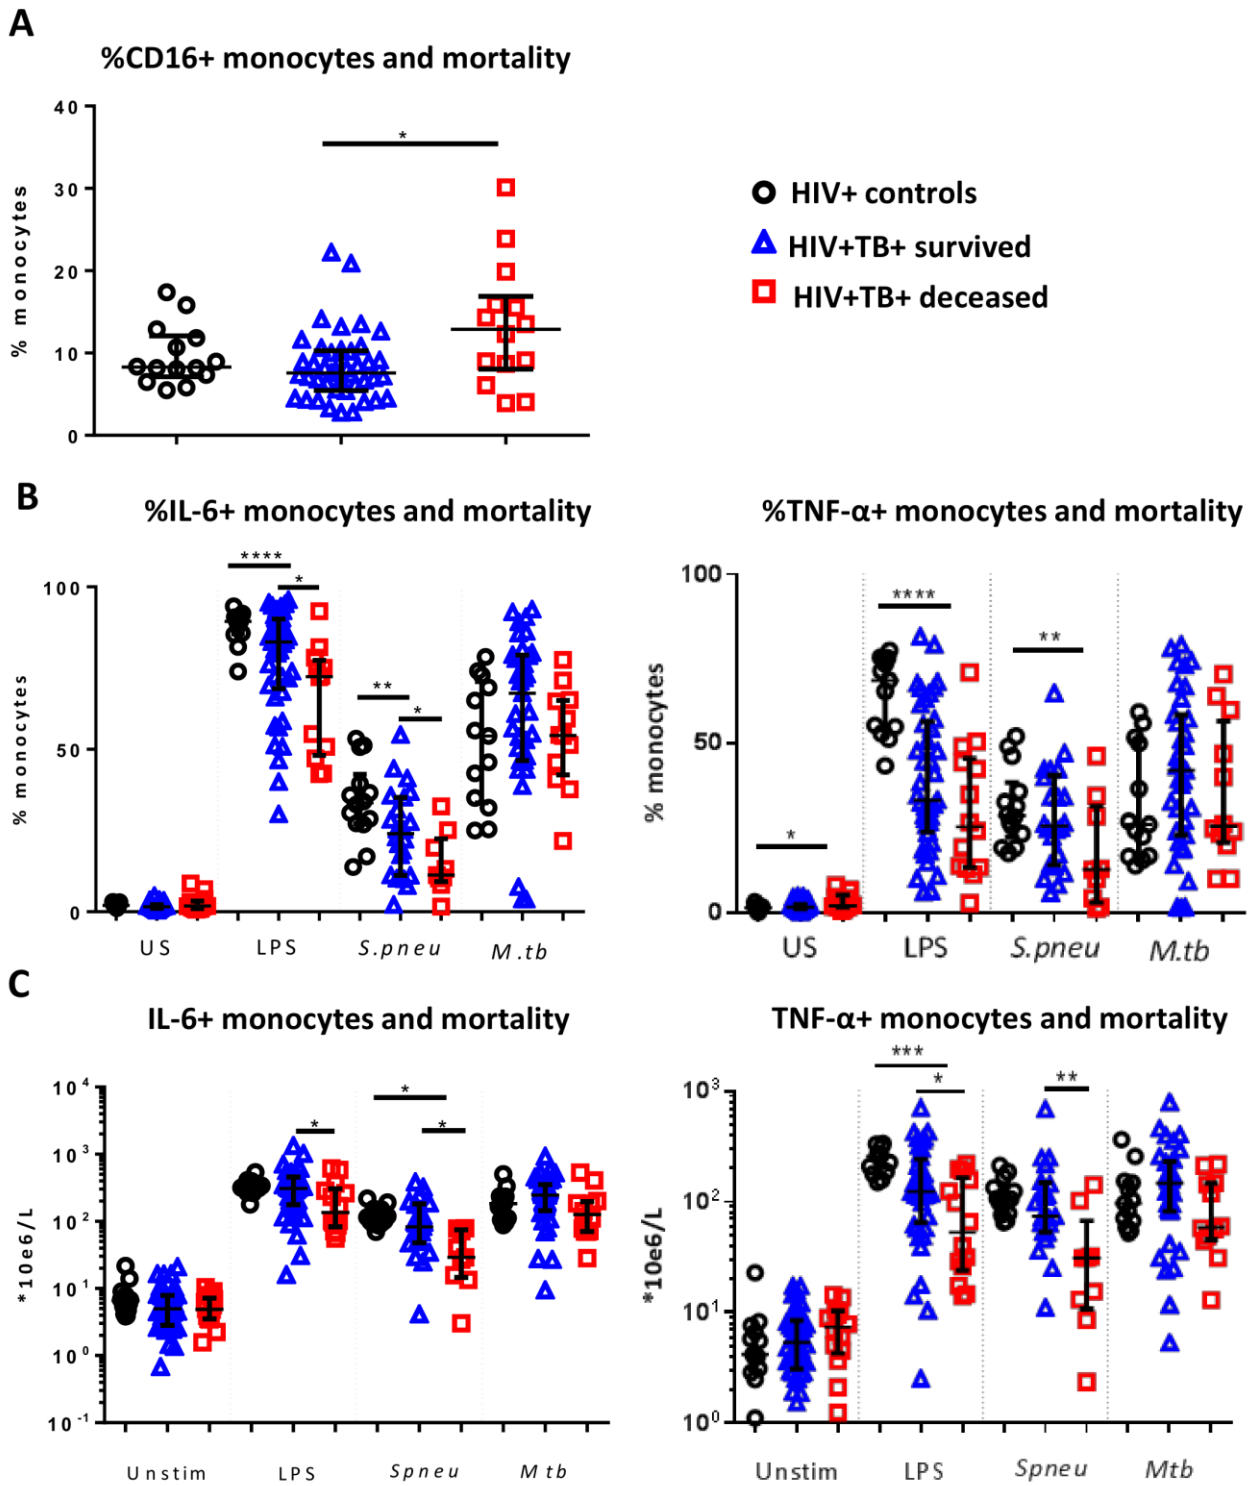 A
%CD16+ monocytes and mortality
40
30
20
10
0
% monocytes
*
HIV+ controls
HIV+TB+ survived
HIV+TB+ deceased
B
%IL-6+ monocytes and mortality
100
50
0
% monocytes
****
*
**
*
US
LPS
S.pneu
M.tb
%TNF-α+ monocytes and mortality
100
50
0
% monocytes
*
****
**
US
LPS
S.pneu
M.tb
C
IL-6+ monocytes and mortality
10^4
10^3
10^2
10^1
10^0
10^-1
*10e6/L
*
*
*
Unstim
LPS
Spneu
Mtb
TNF-α+ monocytes and mortality
10^3
10^2
10^1
10^0
*10e6/L
***
*
**
Unstim
LPS
Spneu
Mtb